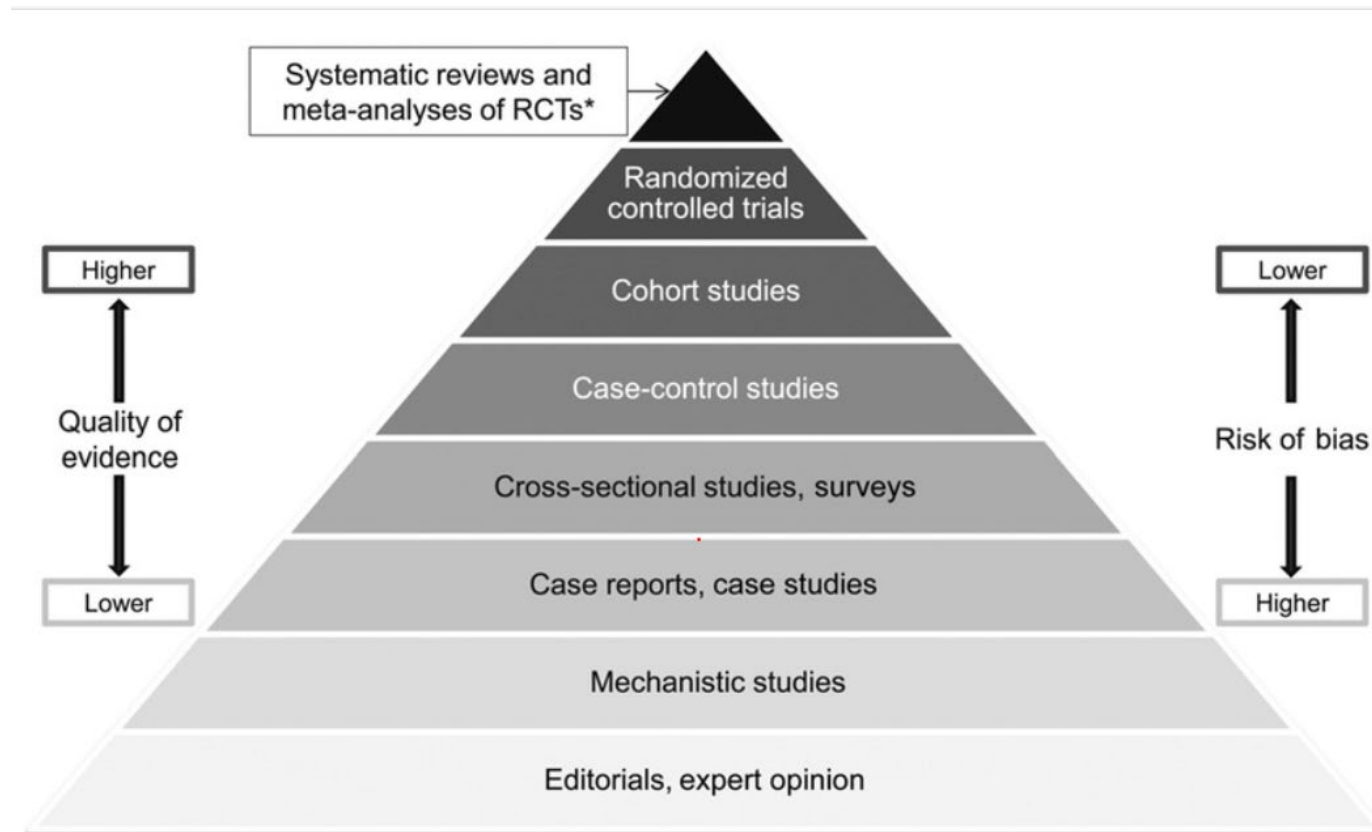 Systematic reviews and
meta-analyses of RCTs*
Randomized
controlled trials
Higher
Lower
Cohort studies
Case-control studies
Quality of
evidence
Risk of bias
Cross-sectional studies, surveys
Case reports, case studies
Lower
Higher
Mechanistic studies
Editorials, expert opinion